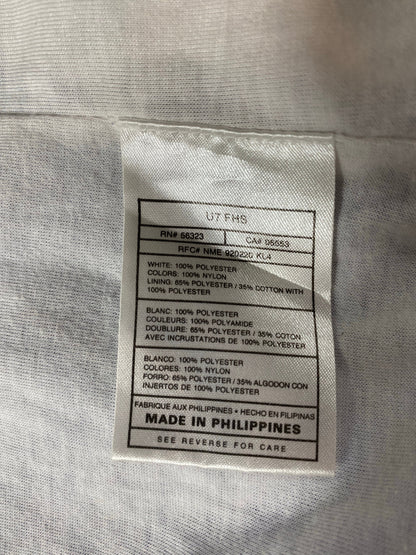 U7 FHS
RN# 56323 CA# 05553
RFC# NME 920220 KL4
WHITE: 100% POLYESTER
COLORS: 100% NYLON
LINING: 65% POLYESTER / 35% COTTON WITH
100% POLYESTER
BLANC: 100% POLYESTER
COULEURS: 100% POLYAMIDE
DOUBLURE: 65% POLYESTER / 35% COTON
AVEC INCRUSTATIONS DE 100% POLYESTER
BLANCO: 100% POLYESTER
COLORES: 100% NYLON
FORRO: 65% POLYESTER / 35% ALGODON CON
INJERTOS DE 100% POLYESTER
FABRIQUE AUX PHILIPPINES • HECHO EN FILIPINAS
MADE IN PHILIPPINES
SEE REVERSE FOR CARE